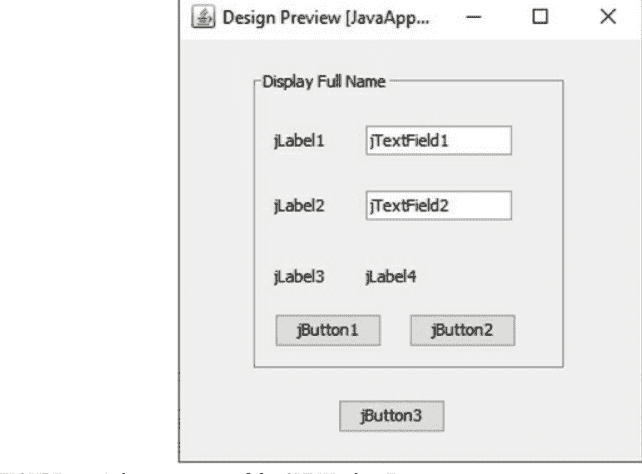 Design Preview [JavaApp...
Display Full Name
jLabel1 jTextField1
jLabel2 jTextField2
jLabel3 jLabel4
jButton1 jButton2
jButton3